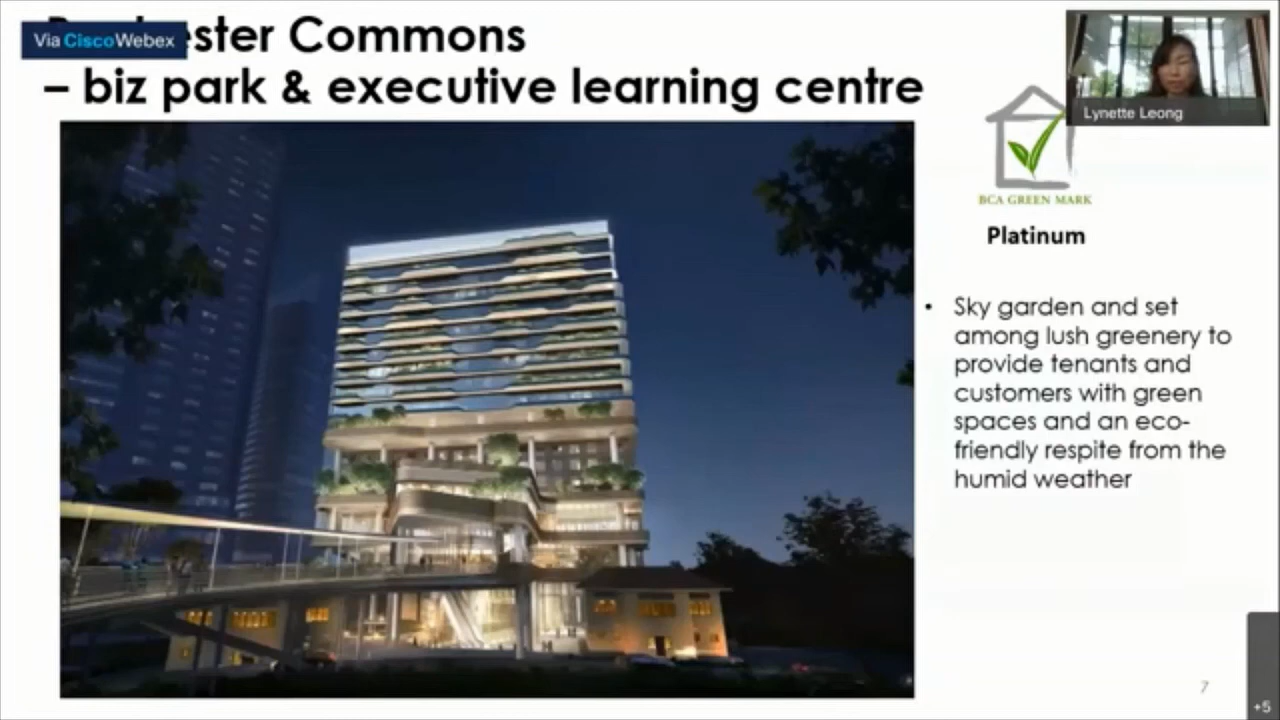 Via Cisco Webex
ester Commons
– biz park & executive learning centre
Lynette Leong
BCA GREEN MARK
Platinum
• Sky garden and set
among lush greenery to
provide tenants and
customers with green
spaces and an eco-
friendly respite from the
humid weather
7
+5